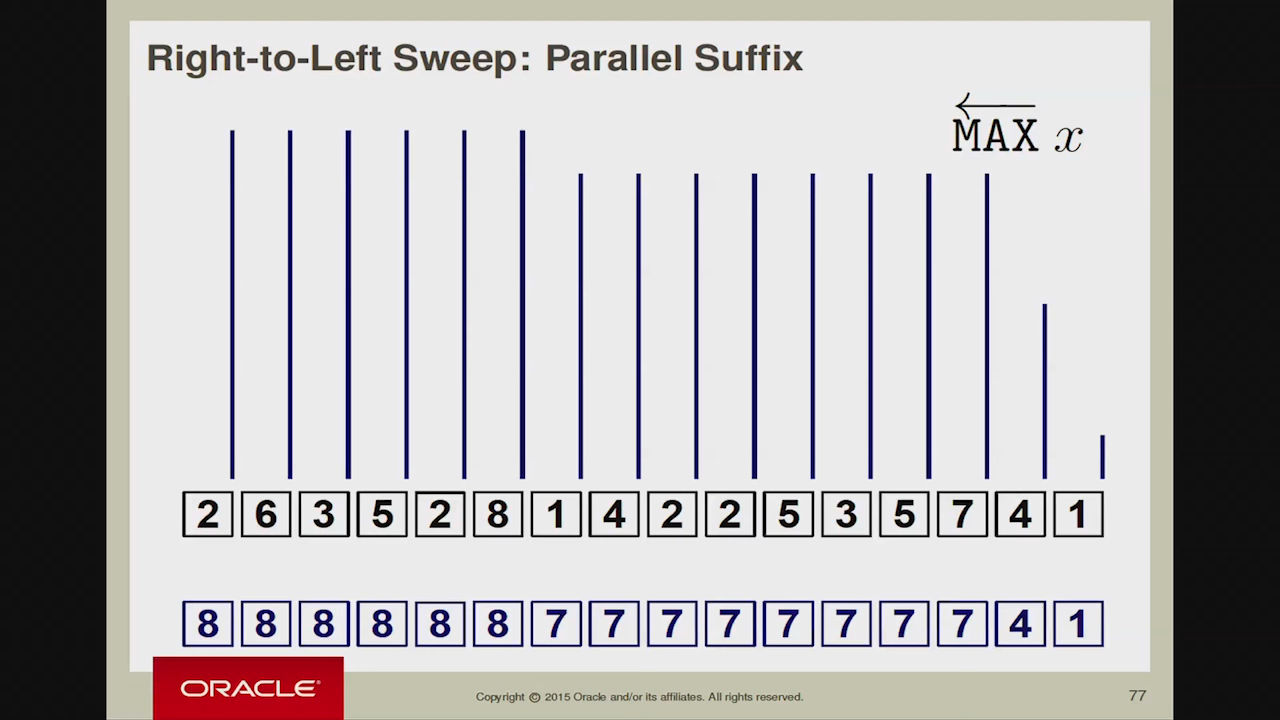 Right-to-Left Sweep: Parallel Suffix
MAX x
2 6 3 5 2 8 1 4 2 2 5 3 5 7 4 1
8 8 8 8 8 8 7 7 7 7 7 7 7 7 4 1
ORACLE®
Copyright © 2015 Oracle and/or its affiliates. All rights reserved.
77